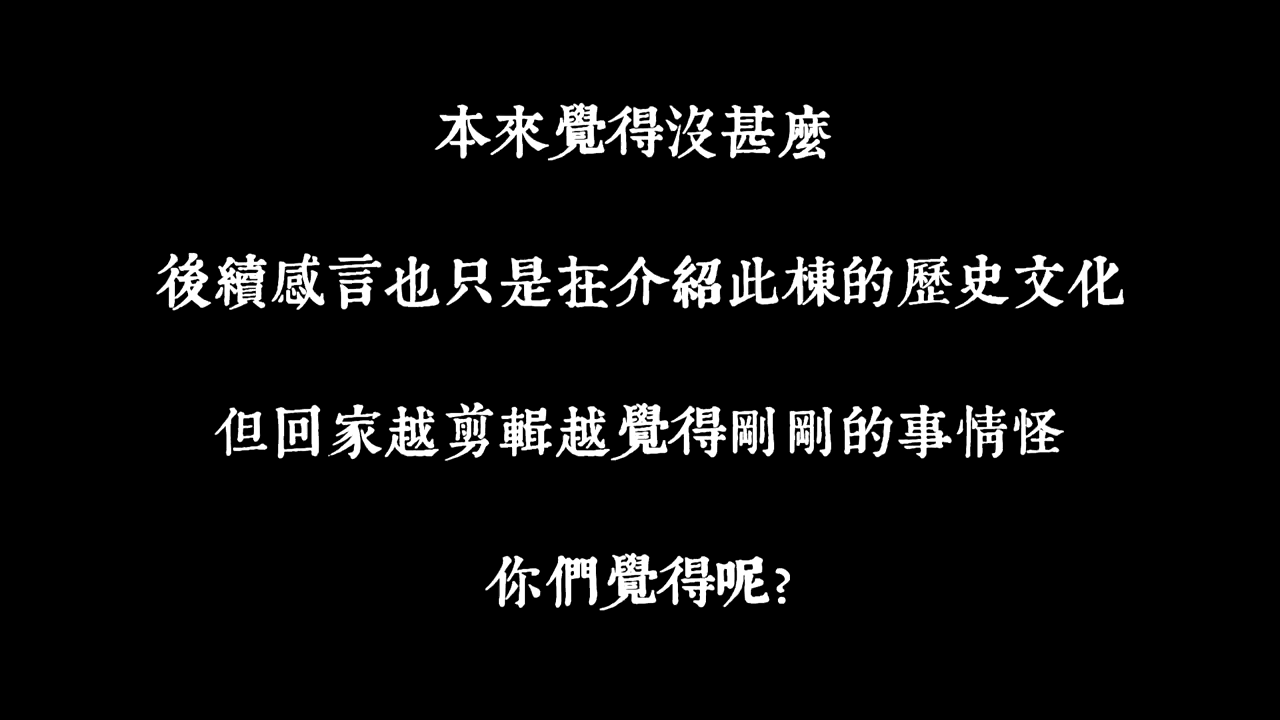 本來覺得沒甚麼
後續感言也只是在介紹此棟的歷史文化
但回家越剪輯越覺得剛剛的事情怪
你們覺得呢?